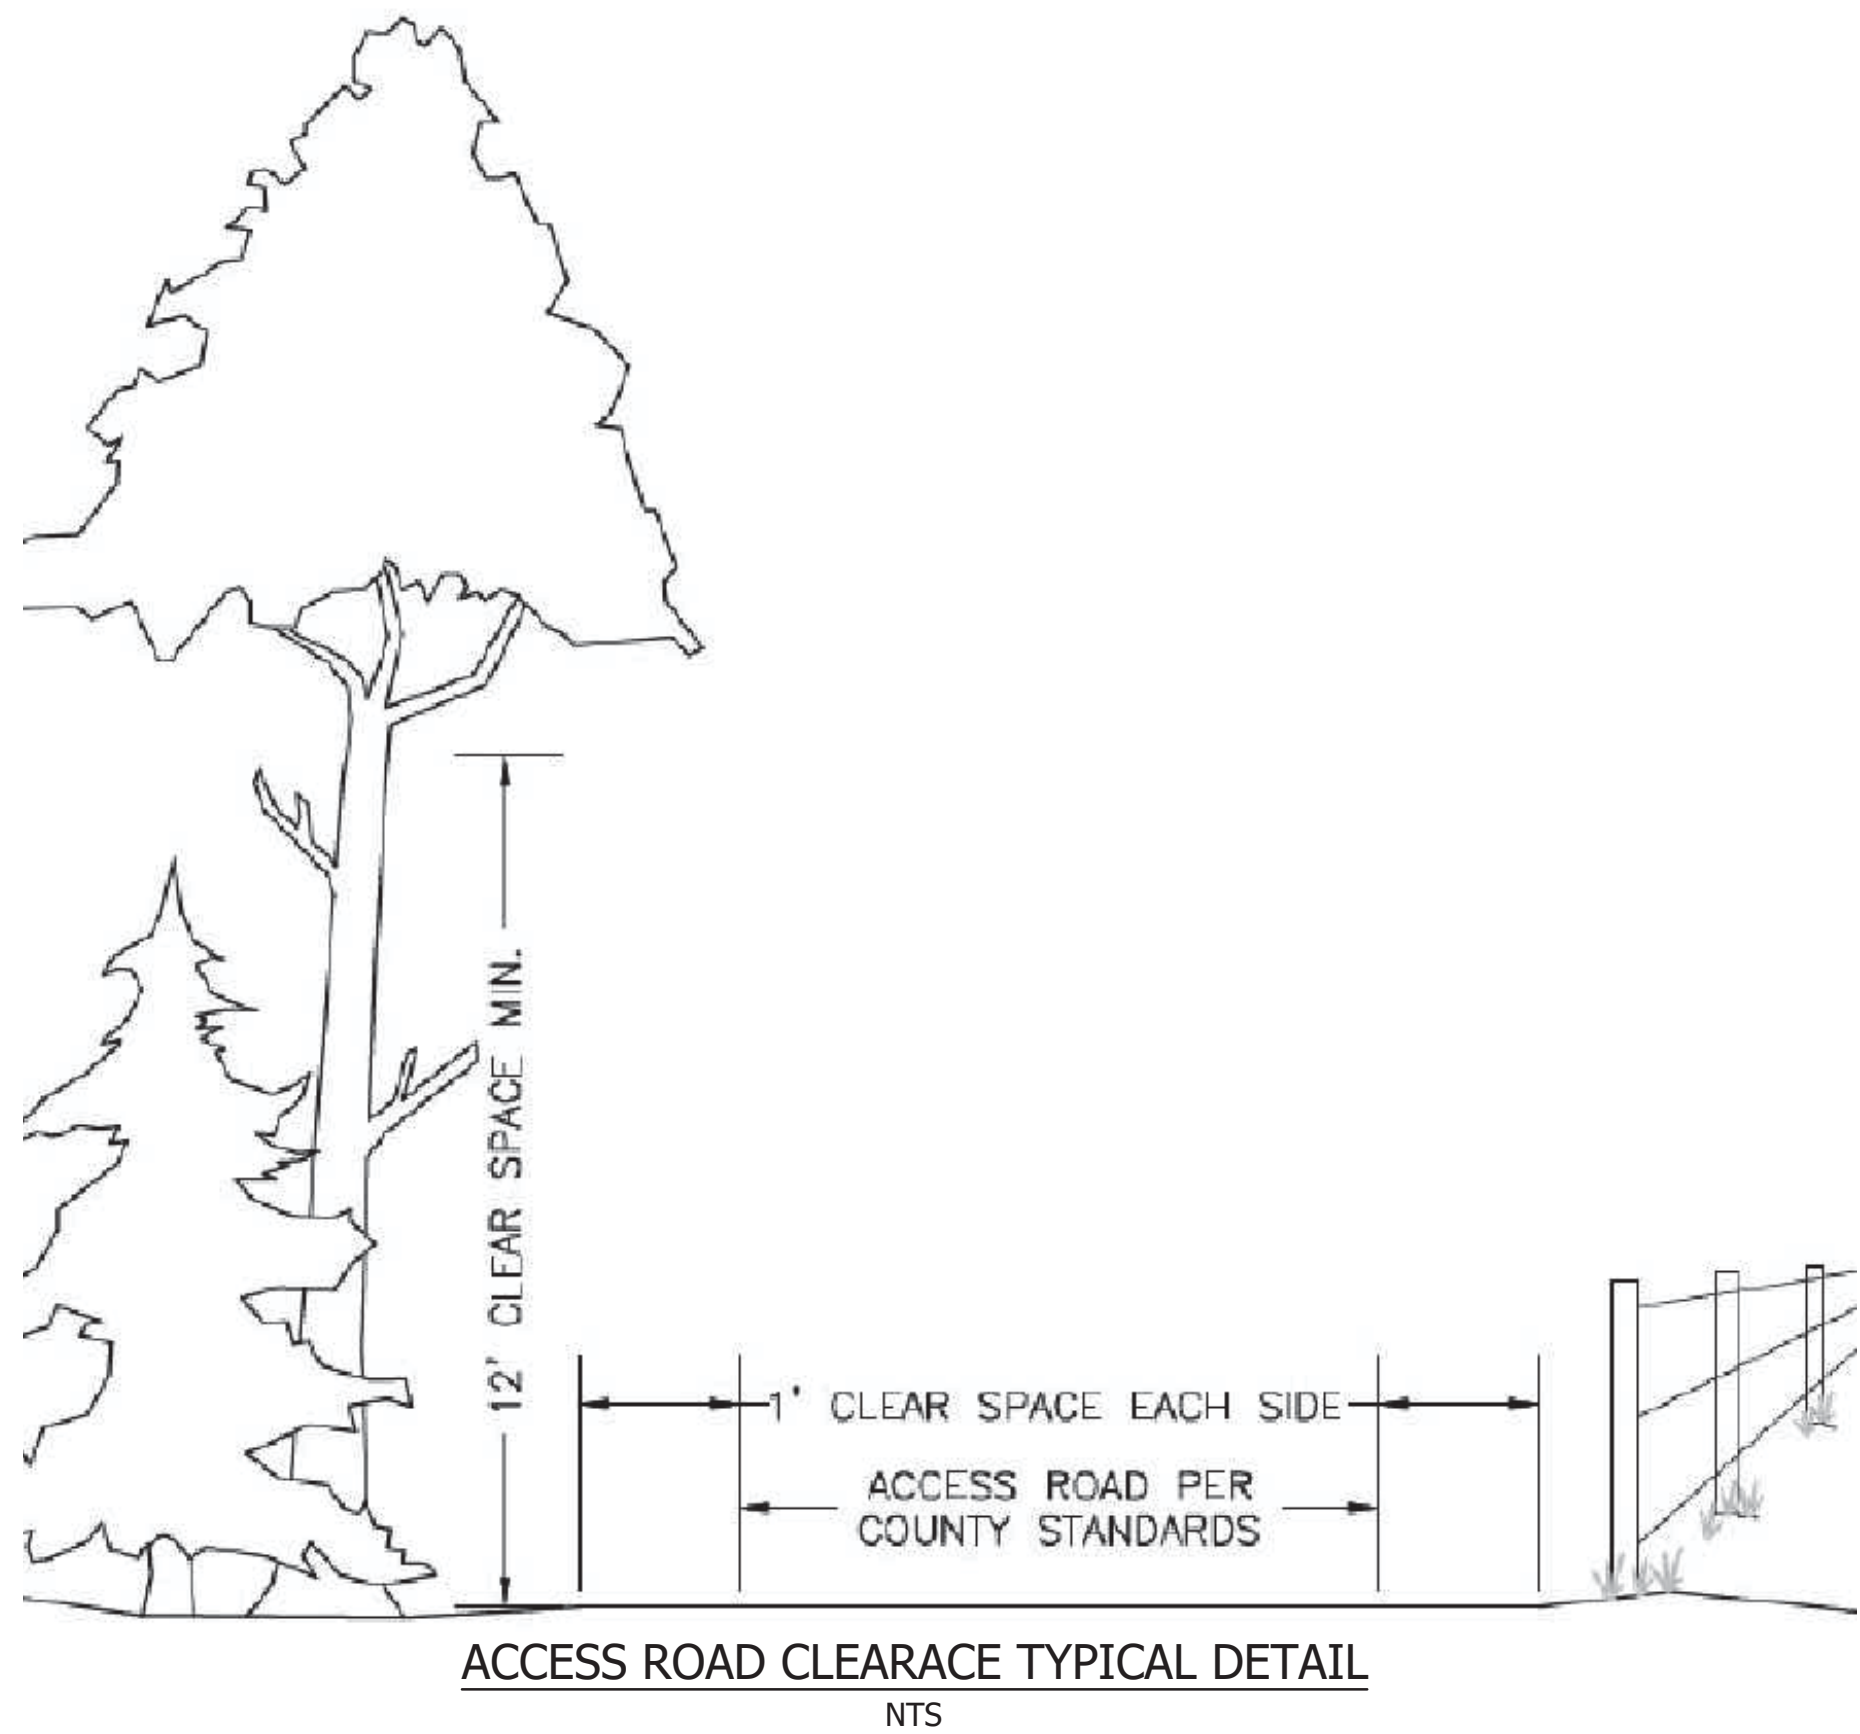 12' CLEAR SPACE MIN.
1' CLEAR SPACE EACH SIDE
ACCESS ROAD PER
COUNTY STANDARDS
ACCESS ROAD CLEARACE TYPICAL DETAIL
NTS